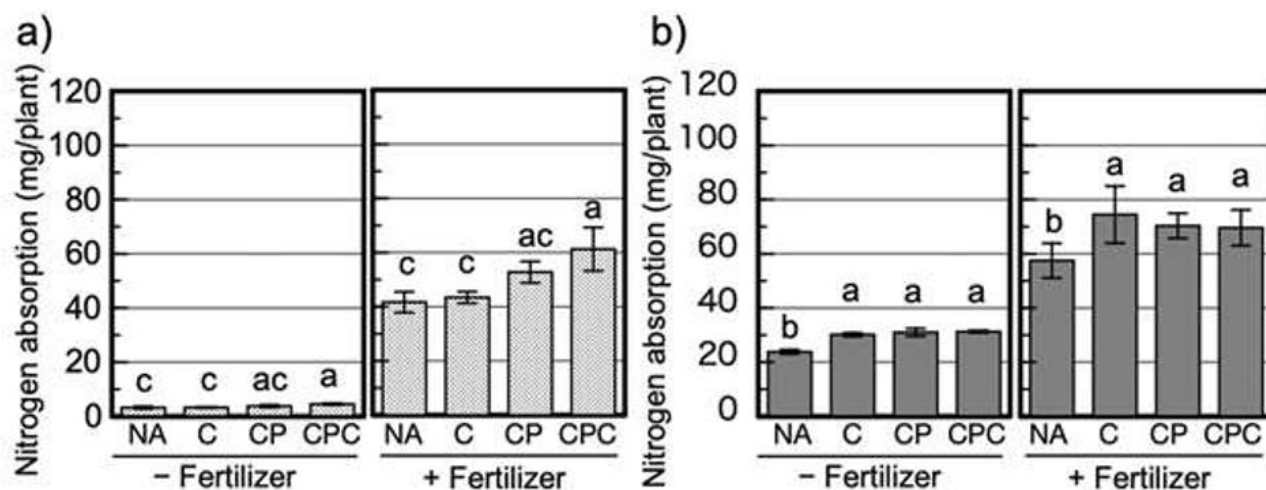 a)
Nitrogen absorption (mg/plant)
120
100
80
60
40
20
0
c c ac a
NA C CP CPC
– Fertilizer
c c ac a
NA C CP CPC
+ Fertilizer
b)
Nitrogen absorption (mg/plant)
120
100
80
60
40
20
0
b a a a
NA C CP CPC
– Fertilizer
b a a a
NA C CP CPC
+ Fertilizer